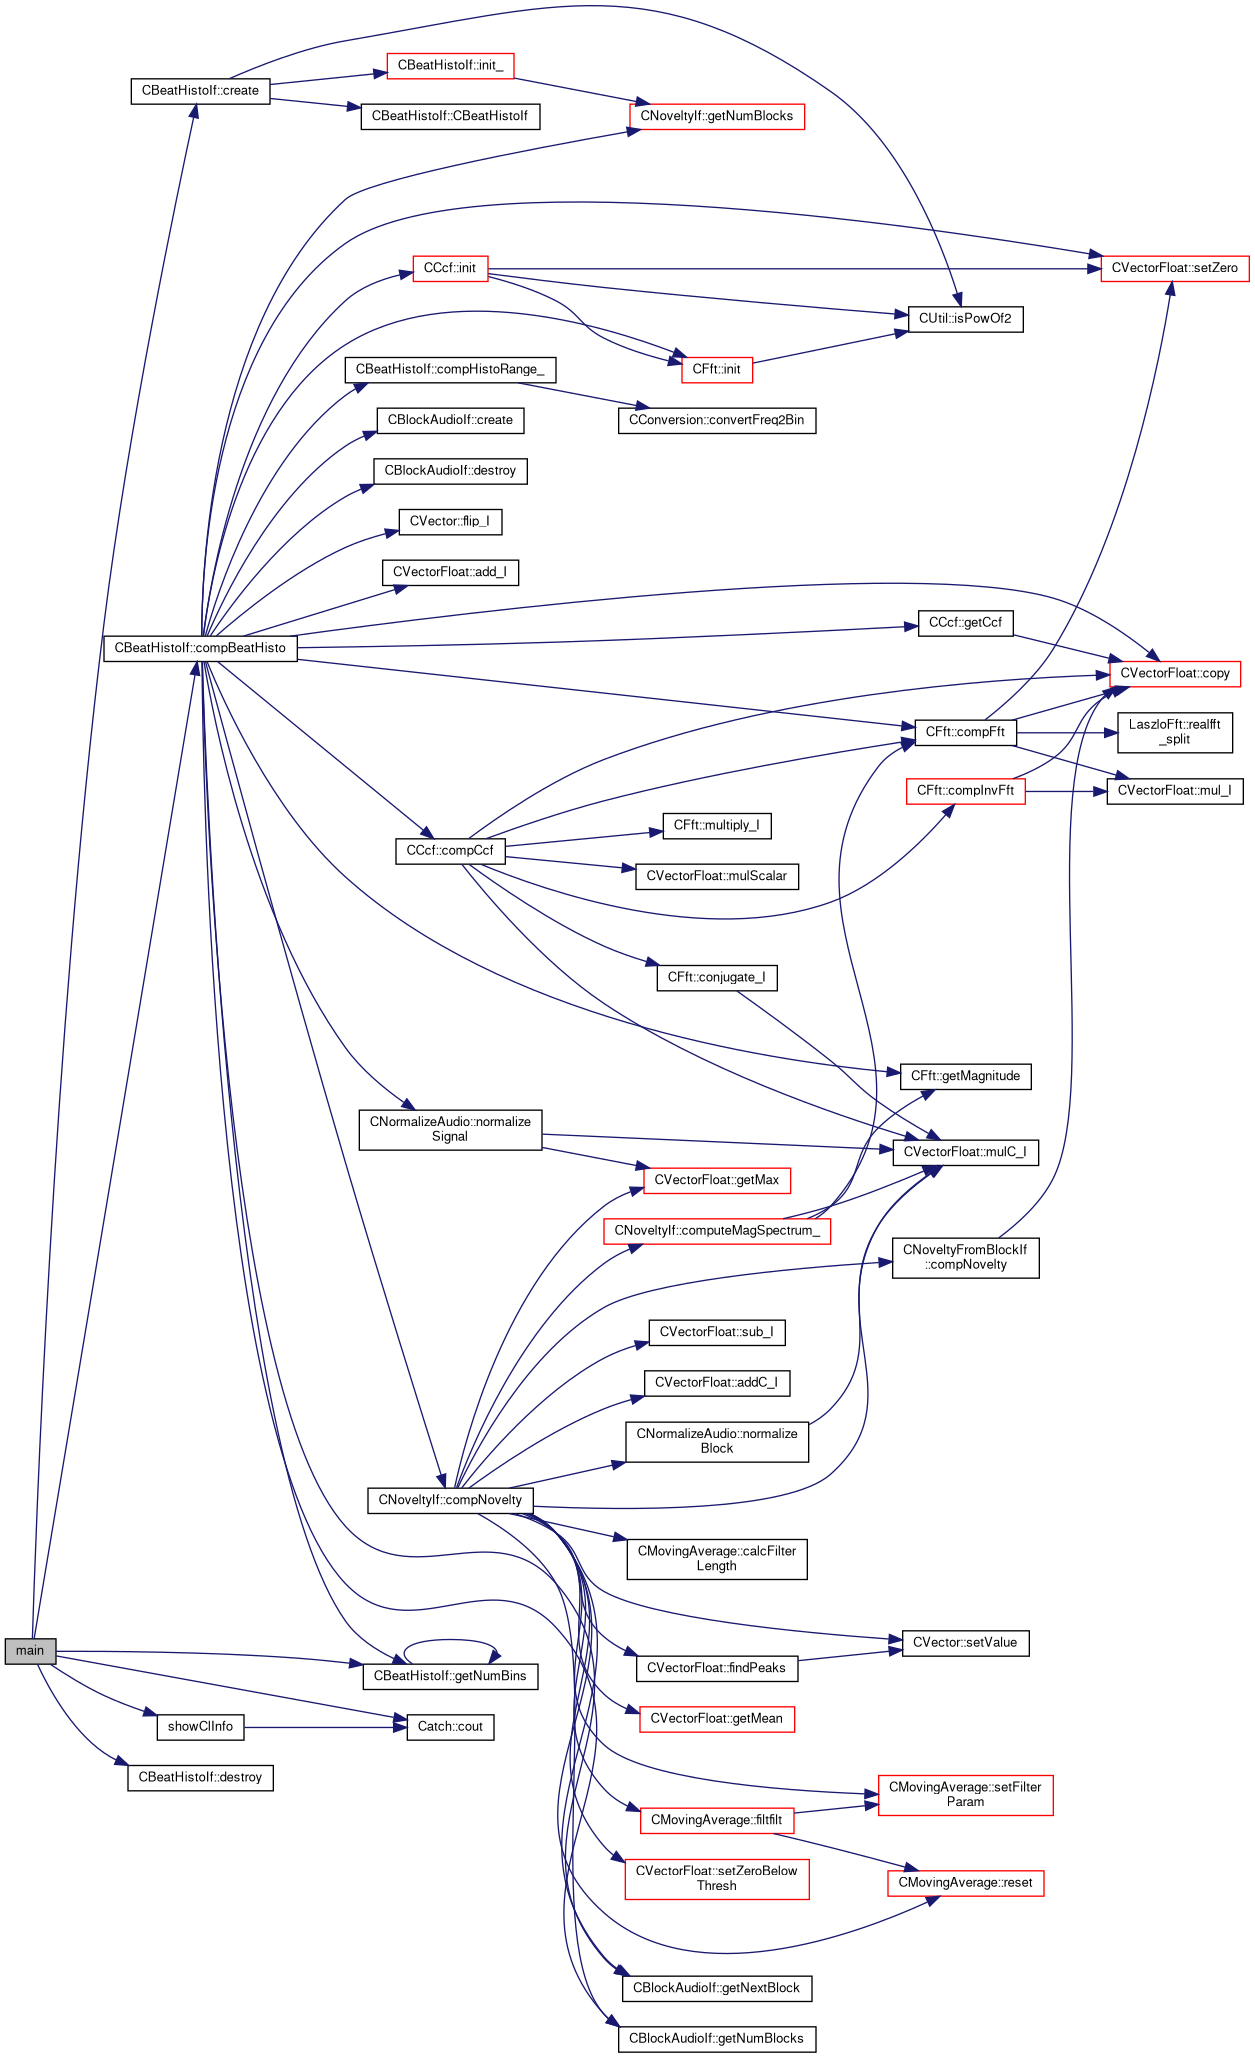 CBeatHistoIf::init_
CBeatHistoIf::create
CBeatHistoIf::CBeatHistoIf
CNoveltyIf::getNumBlocks
CCcf::init
CVectorFloat::setZero
CUtil::isPowOf2
CBeatHistoIf::compHistoRange_
CFft::init
CBlockAudioIf::create
CConversion::convertFreq2Bin
CBlockAudioIf::destroy
CVector::flip_I
CVectorFloat::add_I
CCcf::getCcf
CBeatHistoIf::compBeatHisto
CVectorFloat::copy
CFft::compFft
LaszloFft::realfft
_split
CFft::compInvFft
CVectorFloat::mul_I
CFft::multiply_I
CCcf::compCcf
CVectorFloat::mulScalar
CFft::conjugate_I
CFft::getMagnitude
CNormalizeAudio::normalize
Signal
CVectorFloat::mulC_I
CVectorFloat::getMax
CNoveltyIf::computeMagSpectrum_
CNoveltyFromBlockIf
::compNovelty
CVectorFloat::sub_I
CVectorFloat::addC_I
CNormalizeAudio::normalize
Block
CNoveltyIf::compNovelty
CMovingAverage::calcFilter
Length
main
CVector::setValue
CBeatHistoIf::getNumBins
CVectorFloat::findPeaks
showClInfo
Catch::cout
CVectorFloat::getMean
CBeatHistoIf::destroy
CMovingAverage::setFilter
Param
CMovingAverage::filtfilt
CVectorFloat::setZeroBelow
Thresh
CMovingAverage::reset
CBlockAudioIf::getNextBlock
CBlockAudioIf::getNumBlocks